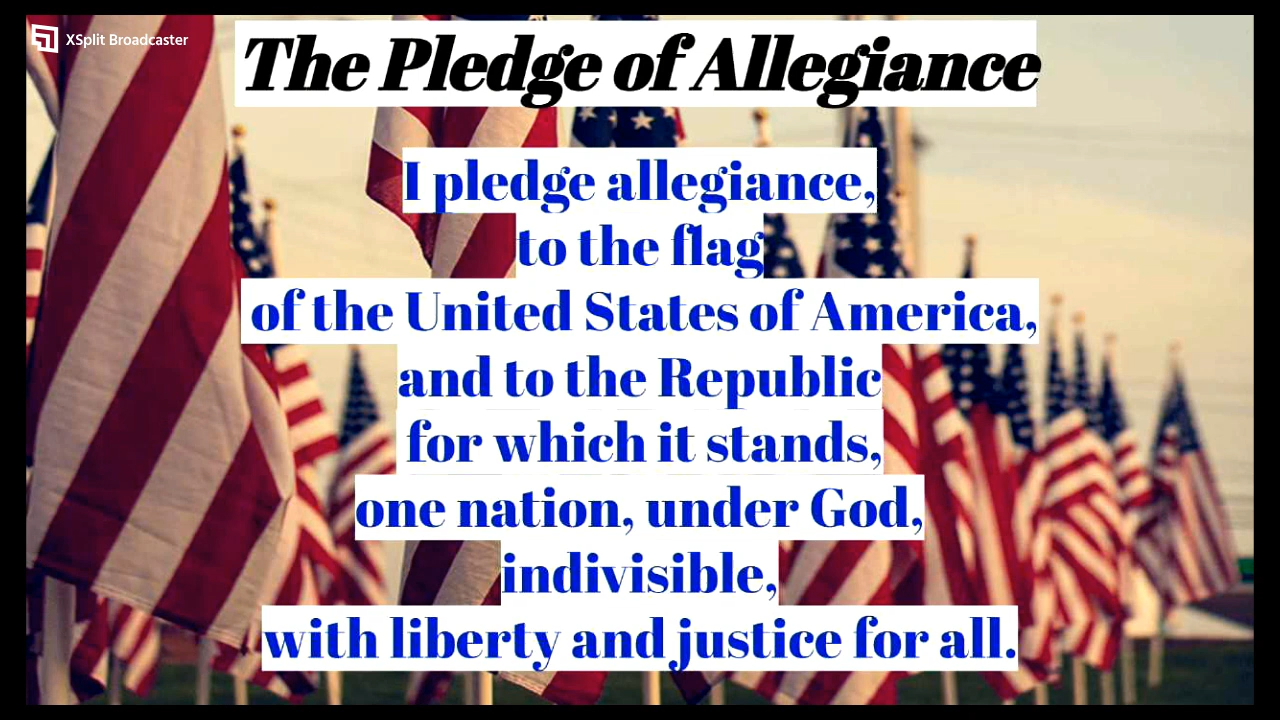 XSplit Broadcaster
The Pledge of Allegiance
I pledge allegiance,
to the flag
of the United States of America,
and to the Republic
for which it stands,
one nation, under God,
indivisible,
with liberty and justice for all.